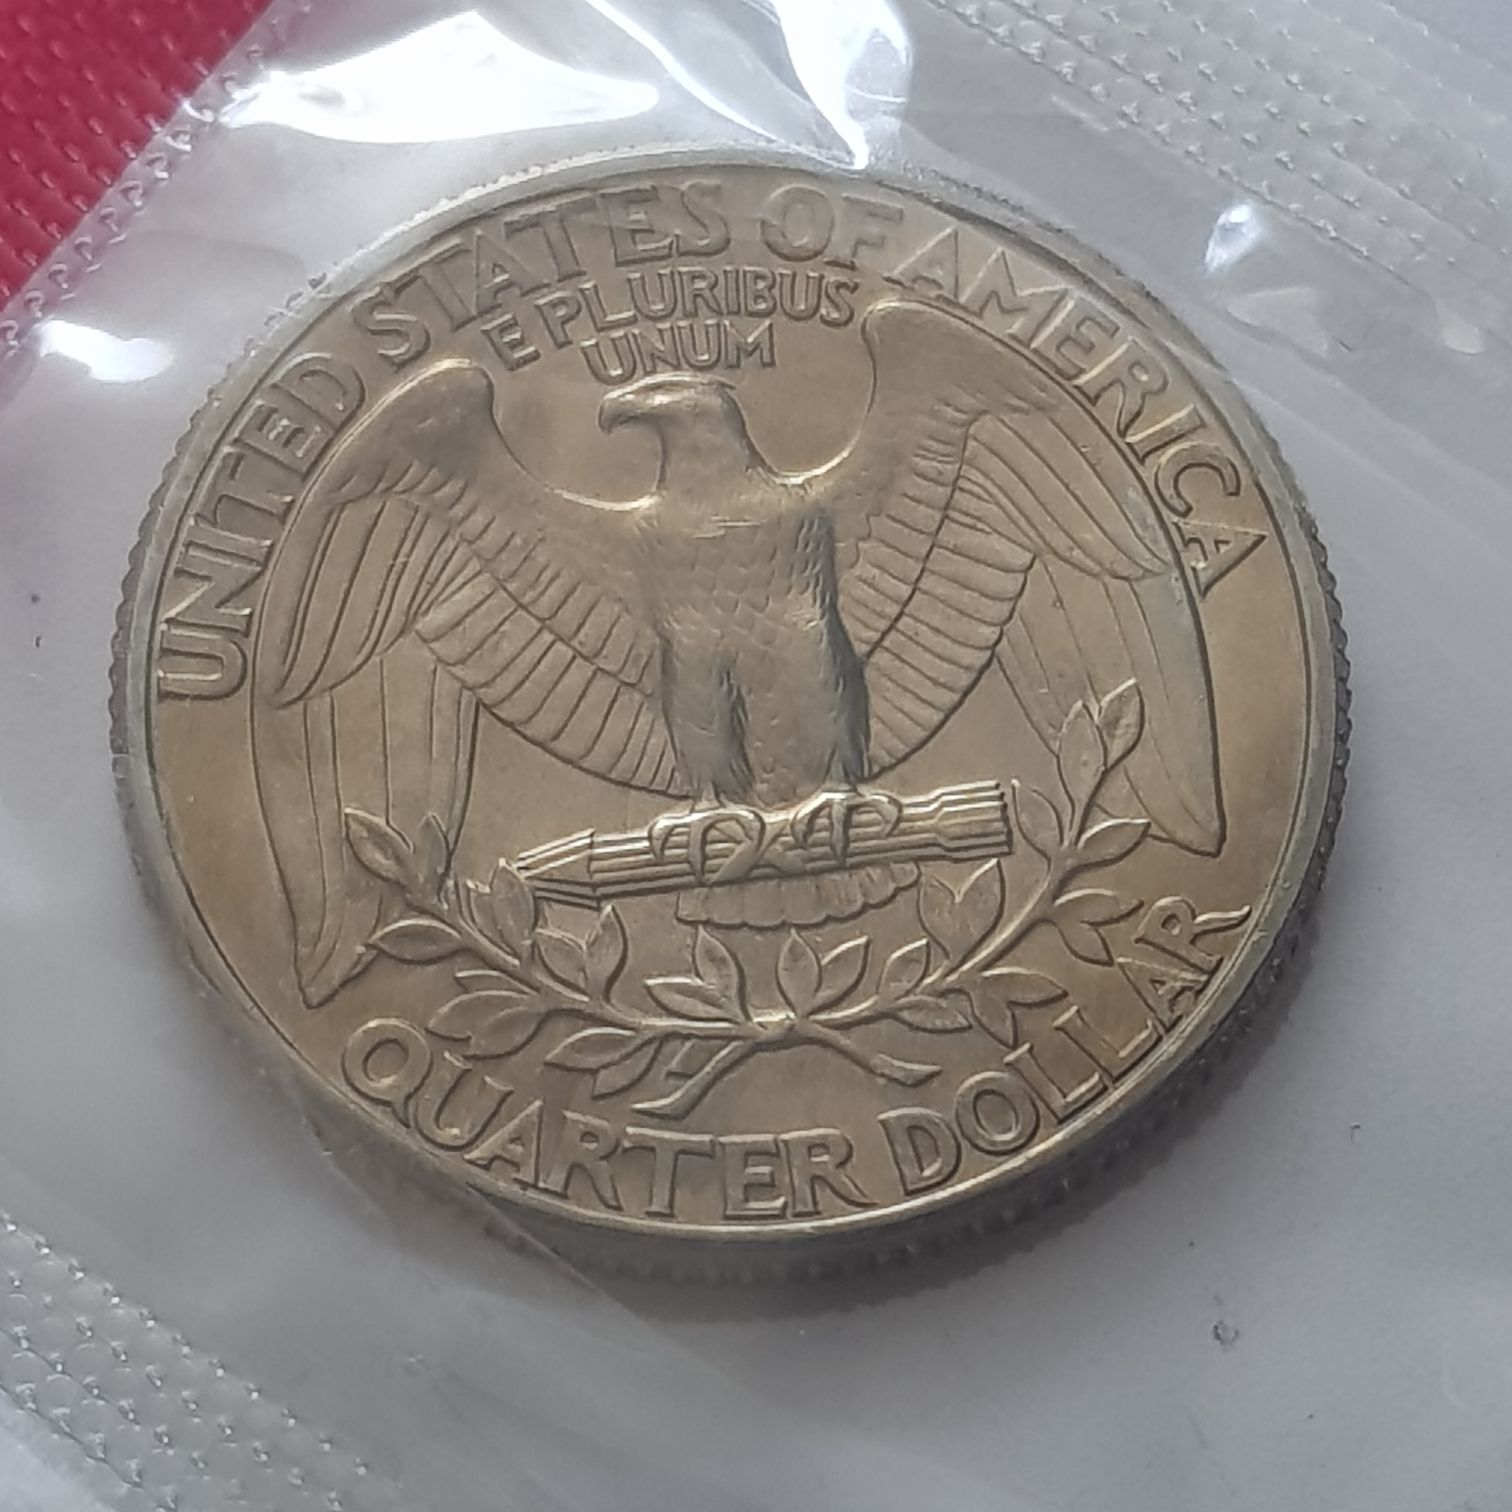 UNITED STATES OF AMERICA
E PLURIBUS
UNUM
QUARTER DOLLAR